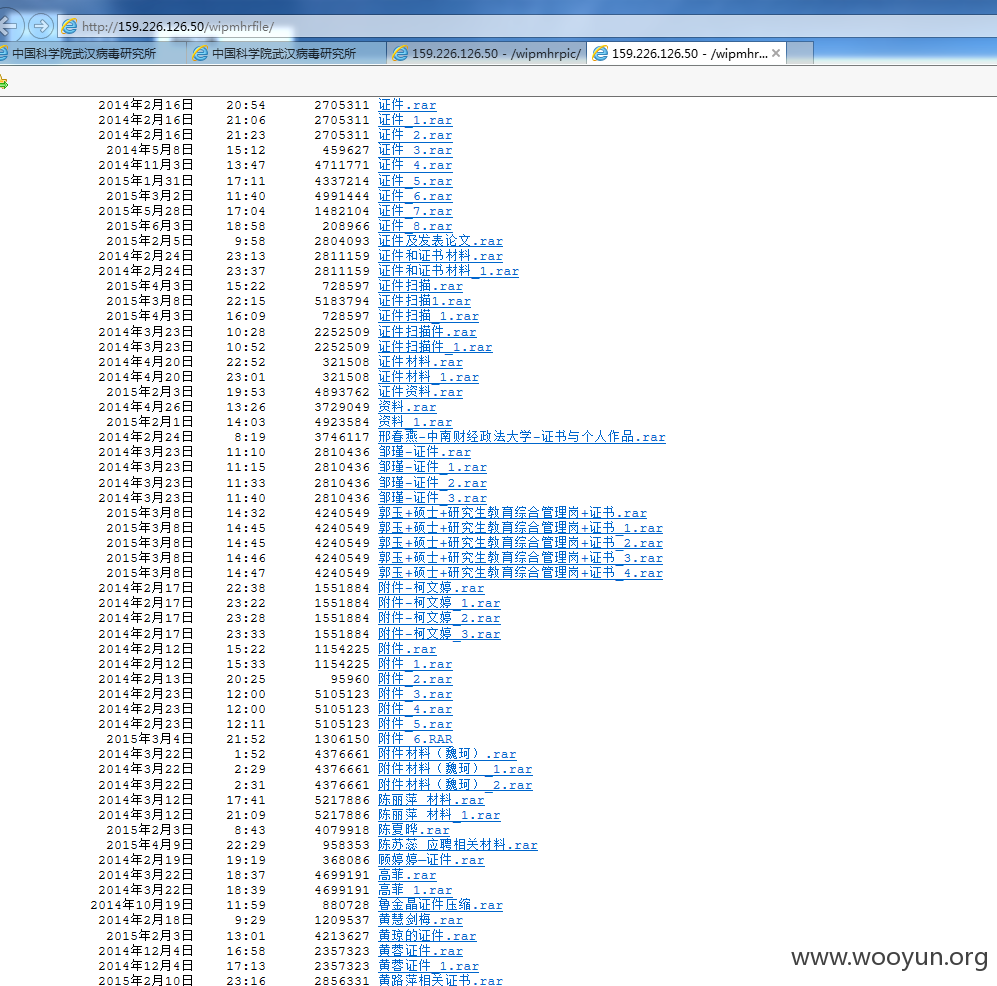 http://159.226.126.50/wipmhrfile/
中国科学院武汉病毒研究所 中国科学院武汉病毒研究所 159.226.126.50 - /wipmhrpic/ 159.226.126.50 - /wipmhr...
2014年2月16日 20:54 2705311 证件.rar
2014年2月16日 21:06 2705311 证件_1.rar
2014年2月16日 21:23 2705311 证件_2.rar
2014年5月8日 15:12 459627 证件_3.rar
2014年11月3日 13:47 4711771 证件_4.rar
2015年1月31日 17:11 4337214 证件_5.rar
2015年3月2日 11:40 4991444 证件_6.rar
2015年5月28日 17:04 1482104 证件_7.rar
2015年6月3日 18:58 208966 证件_8.rar
2015年2月5日 9:58 2804093 证件及发表论文.rar
2014年2月24日 23:13 2811159 证件和证书材料.rar
2014年2月24日 23:37 2811159 证件和证书材料_1.rar
2015年4月3日 15:22 728597 证件扫描.rar
2015年3月8日 22:15 5183794 证件扫描1.rar
2015年4月3日 16:09 728597 证件扫描_1.rar
2014年3月23日 10:28 2252509 证件扫描件.rar
2014年3月23日 10:52 2252509 证件扫描件_1.rar
2014年4月20日 22:52 321508 证件材料.rar
2014年4月20日 23:01 321508 证件材料_1.rar
2015年2月3日 19:53 4893762 证件资料.rar
2014年4月26日 13:26 3729049 资料.rar
2015年2月1日 14:03 4923584 资料_1.rar
2014年2月24日 8:19 3746117 邢春燕-中南财经政法大学-证书与个人作品.rar
2014年3月23日 11:10 2810436 邹瑾-证件.rar
2014年3月23日 11:15 2810436 邹瑾-证件_1.rar
2014年3月23日 11:33 2810436 邹瑾-证件_2.rar
2014年3月23日 11:40 2810436 邹瑾-证件_3.rar
2015年3月8日 14:32 4240549 郭玉+硕士+研究生教育综合管理岗+证书.rar
2015年3月8日 14:45 4240549 郭玉+硕士+研究生教育综合管理岗+证书_1.rar
2015年3月8日 14:45 4240549 郭玉+硕士+研究生教育综合管理岗+证书_2.rar
2015年3月8日 14:46 4240549 郭玉+硕士+研究生教育综合管理岗+证书_3.rar
2015年3月8日 14:47 4240549 郭玉+硕士+研究生教育综合管理岗+证书_4.rar
2014年2月17日 22:38 1551884 附件-柯文婷.rar
2014年2月17日 23:22 1551884 附件-柯文婷_1.rar
2014年2月17日 23:28 1551884 附件-柯文婷_2.rar
2014年2月17日 23:33 1551884 附件-柯文婷_3.rar
2014年2月12日 15:22 1154225 附件.rar
2014年2月12日 15:33 1154225 附件_1.rar
2014年2月13日 20:25 95960 附件_2.rar
2014年2月23日 12:00 5105123 附件_3.rar
2014年2月23日 12:00 5105123 附件_4.rar
2014年2月23日 12:11 5105123 附件_5.rar
2015年3月4日 21:52 1306150 附件_6.RAR
2014年3月22日 1:52 4376661 附件材料（魏珂）.rar
2014年3月22日 2:29 4376661 附件材料（魏珂）_1.rar
2014年3月22日 2:31 4376661 附件材料（魏珂）_2.rar
2014年3月12日 17:41 5217886 陈丽萍_材料.rar
2014年3月12日 21:09 5217886 陈丽萍_材料_1.rar
2015年2月3日 8:43 4079918 陈夏晔.rar
2015年4月9日 22:29 958353 陈苏蕊_应聘相关材料.rar
2014年2月19日 19:19 368086 顾婷婷—证件.rar
2014年3月22日 18:37 4699191 高菲.rar
2014年3月22日 18:39 4699191 高菲_1.rar
2014年10月19日 11:59 880728 鲁金晶证件压缩.rar
2014年2月18日 9:29 1209537 黄慧剑梅.rar
2015年2月3日 13:01 4213627 黄琼的证件.rar
2014年12月4日 16:58 2357323 黄蓉证件.rar
2014年12月4日 17:13 2357323 黄蓉证件_1.rar
2015年2月10日 23:16 2856331 黄路萍相关证书.rar
www.wooyun.org